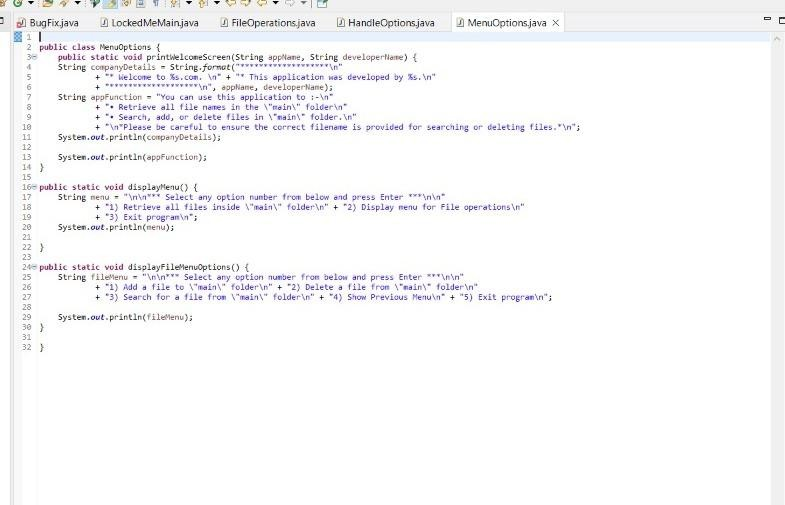 BugFix.java LockedMeMain.java FileOperations.java HandleOptions.java MenuOptions.java
1
2 public class MenuOptions {
3 public static void printWelcomeScreen(String appName, String developerName) {
4 String companyDetails = String.format("*********************\n"
5 + "* Welcome to %s.com. \n" + "* This application was developed by %s.\n"
6 + "*********************\n", appName, developerName);
7 String appFunction = "You can use this application to :-\n"
8 + "• Retrieve all file names in the \"main\" folder\n"
9 + "• Search, add, or delete files in \"main\" folder.\n"
10 + "\n*Please be careful to ensure the correct filename is provided for searching or deleting files.*\n";
11 System.out.println(companyDetails);
12
13 System.out.println(appFunction);
14 }
15
16 public static void displayMenu() {
17 String menu = "\n\n*** Select any option number from below and press Enter ***\n\n"
18 + "1) Retrieve all files inside \"main\" folder\n" + "2) Display menu for File operations\n"
19 + "3) Exit program\n";
20 System.out.println(menu);
21
22 }
23
24 public static void displayFileMenuOptions() {
25 String fileMenu = "\n\n*** Select any option number from below and press Enter ***\n\n"
26 + "1) Add a file to \"main\" folder\n" + "2) Delete a file from \"main\" folder\n"
27 + "3) Search for a file from \"main\" folder\n" + "4) Show Previous Menu\n" + "5) Exit program\n";
28
29 System.out.println(fileMenu);
30 }
31
32 }